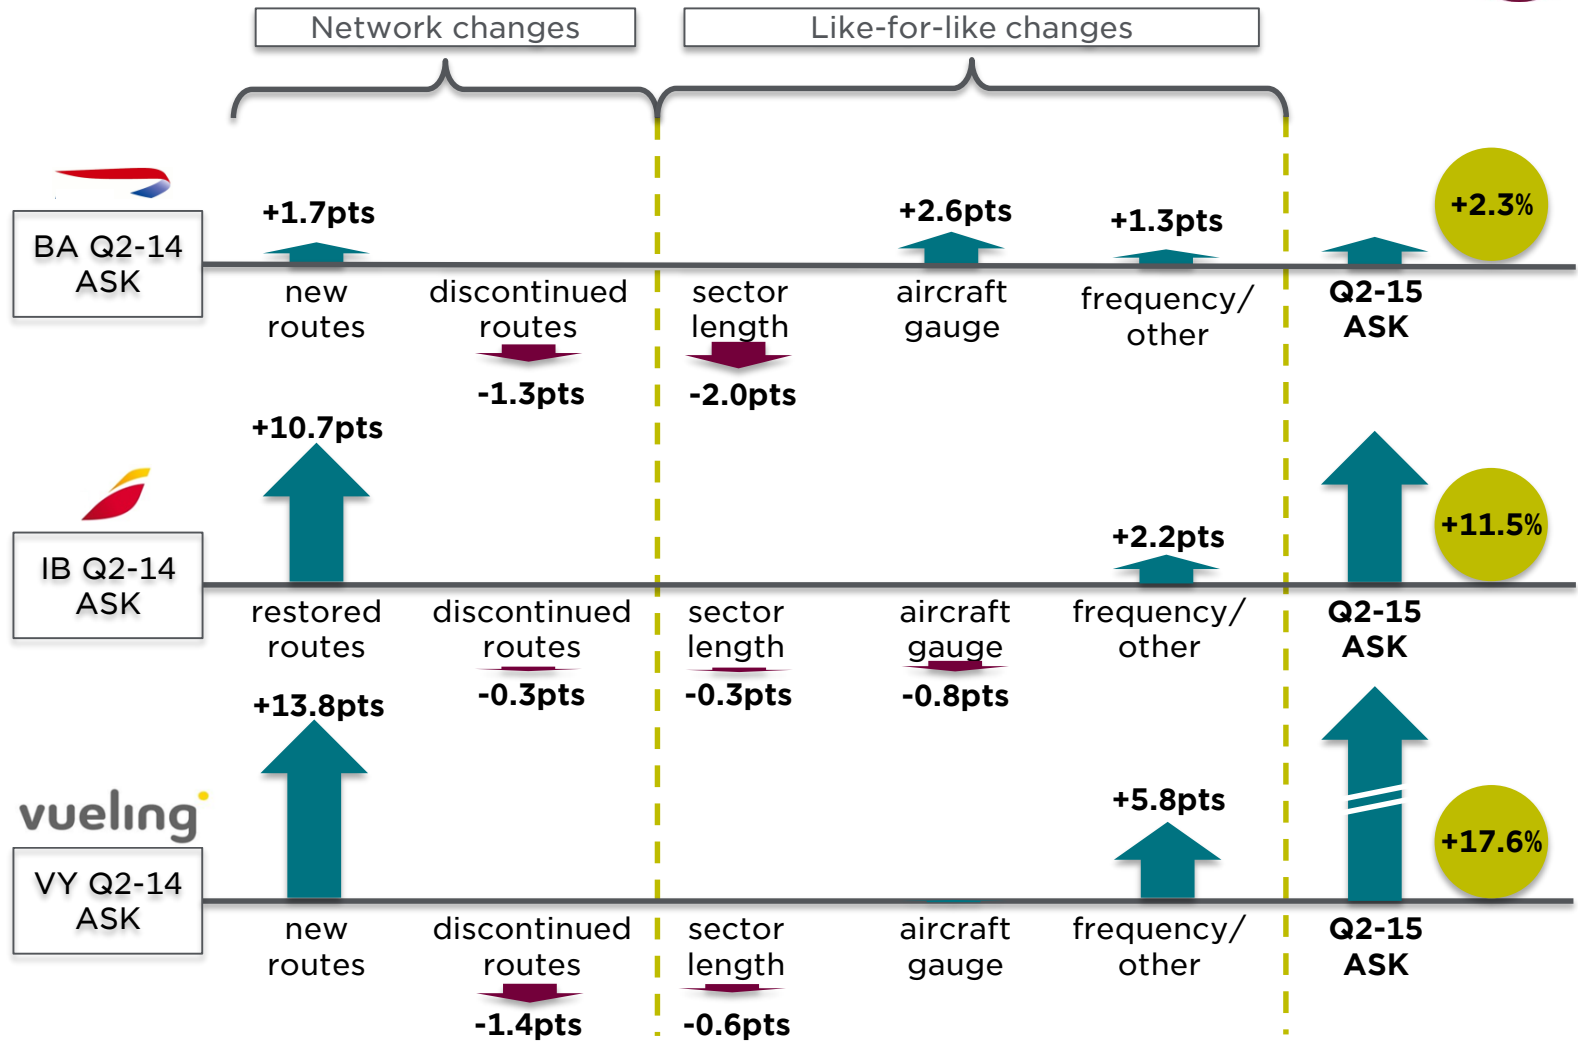 Network changes
Like-for-like changes
+1.7pts
+2.6pts
+1.3pts
+2.3%
BA Q2-14
ASK
new
routes
discontinued
routes
sector
length
aircraft
gauge
frequency/
other
Q2-15
ASK
-1.3pts
-2.0pts
+10.7pts
+2.2pts
+11.5%
IB Q2-14
ASK
restored
routes
discontinued
routes
sector
length
aircraft
gauge
frequency/
other
Q2-15
ASK
-0.3pts
-0.3pts
-0.8pts
+13.8pts
+5.8pts
vueling
+17.6%
VY Q2-14
ASK
new
routes
discontinued
routes
sector
length
aircraft
gauge
frequency/
other
Q2-15
ASK
-1.4pts
-0.6pts